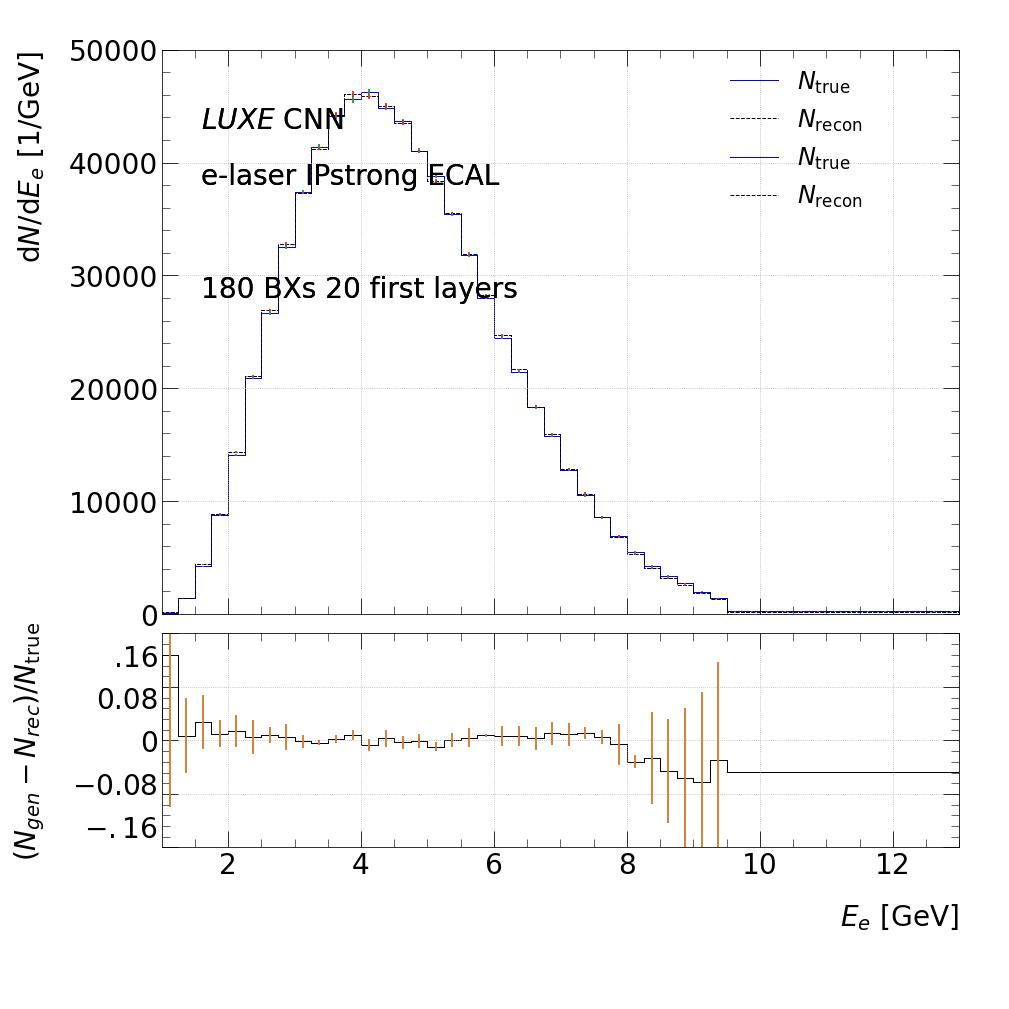 50000
40000
30000
20000
10000
0
dN/dE_e [1/GeV]
LUXE CNN
e-laser IPstrong ECAL
180 BXs 20 first layers
N_true
N_recon
N_true
N_recon
.16
0.08
0
−0.08
−.16
(N_gen − N_rec)/N_true
2 4 6 8 10 12
E_e [GeV]